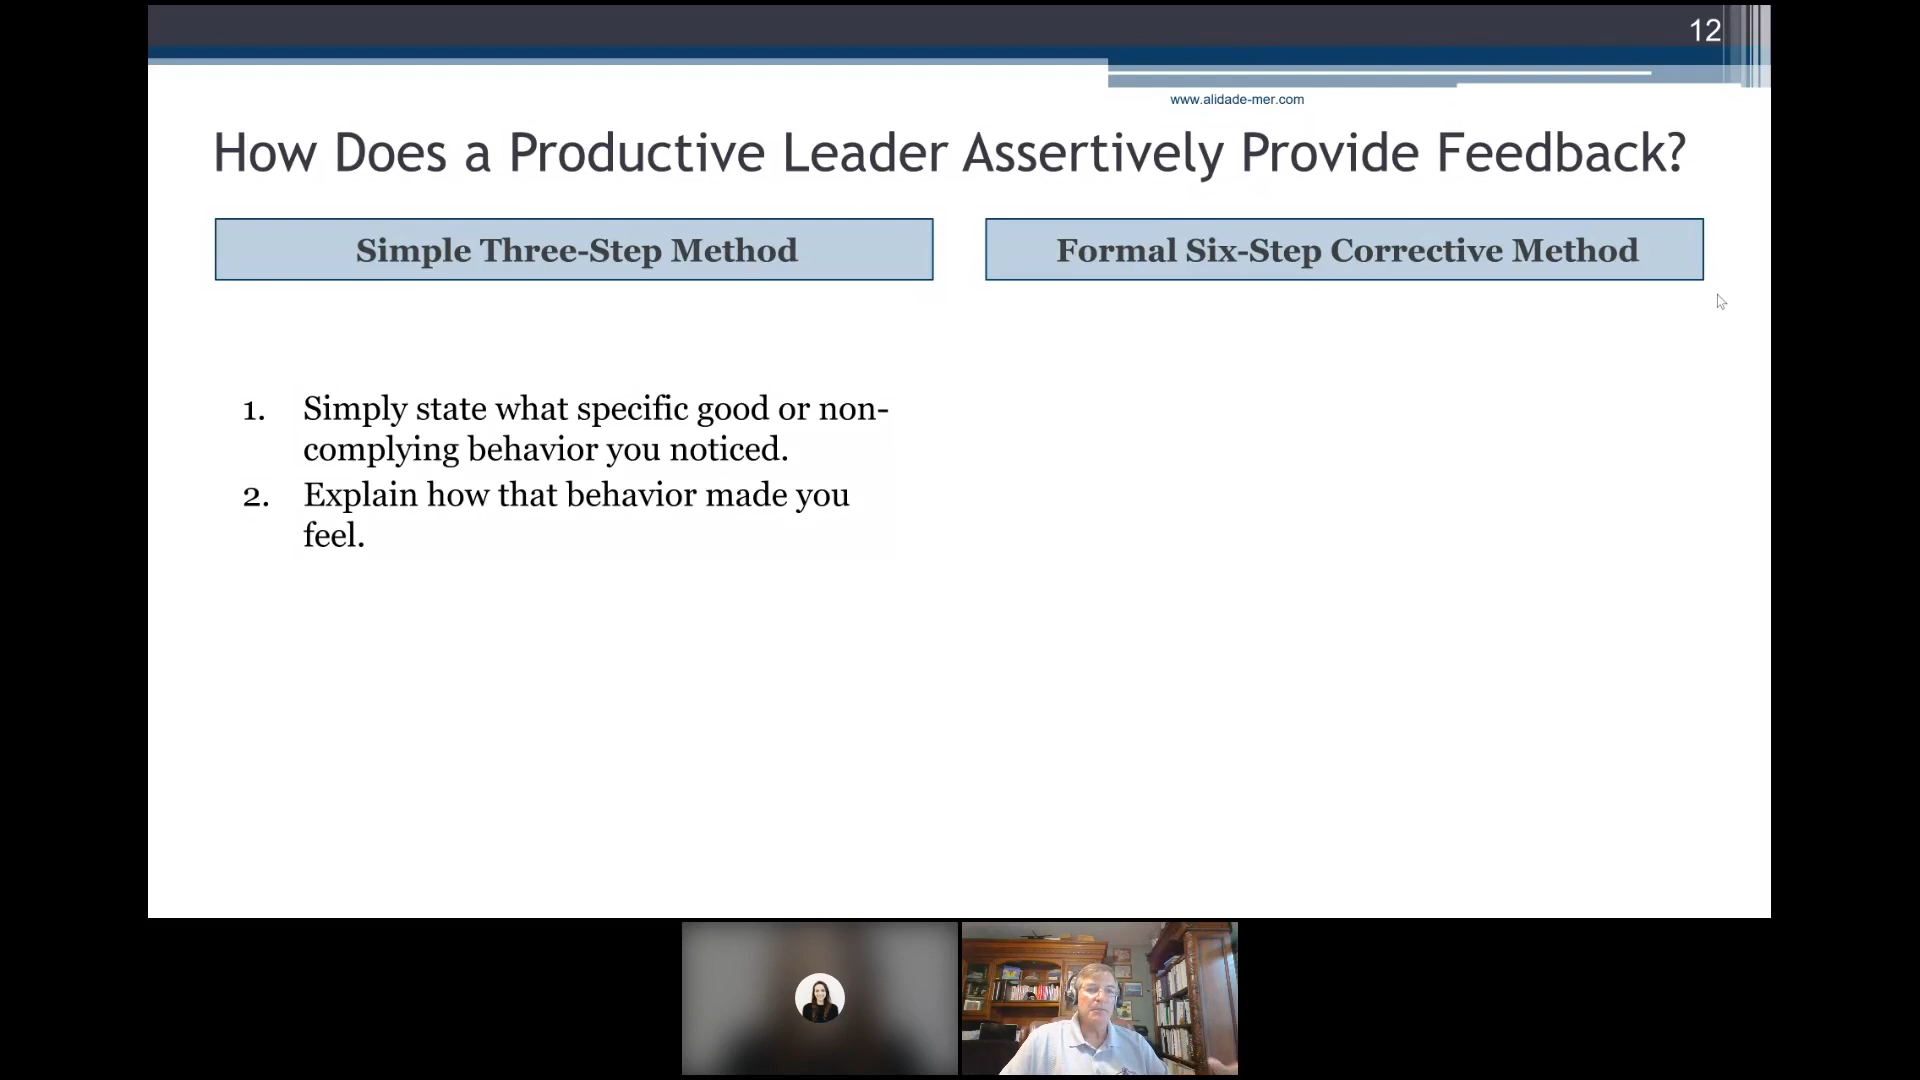 12
www.alidade-mer.com
How Does a Productive Leader Assertively Provide Feedback?
Simple Three-Step Method
Formal Six-Step Corrective Method
1. Simply state what specific good or non-
complying behavior you noticed.
2. Explain how that behavior made you
feel.